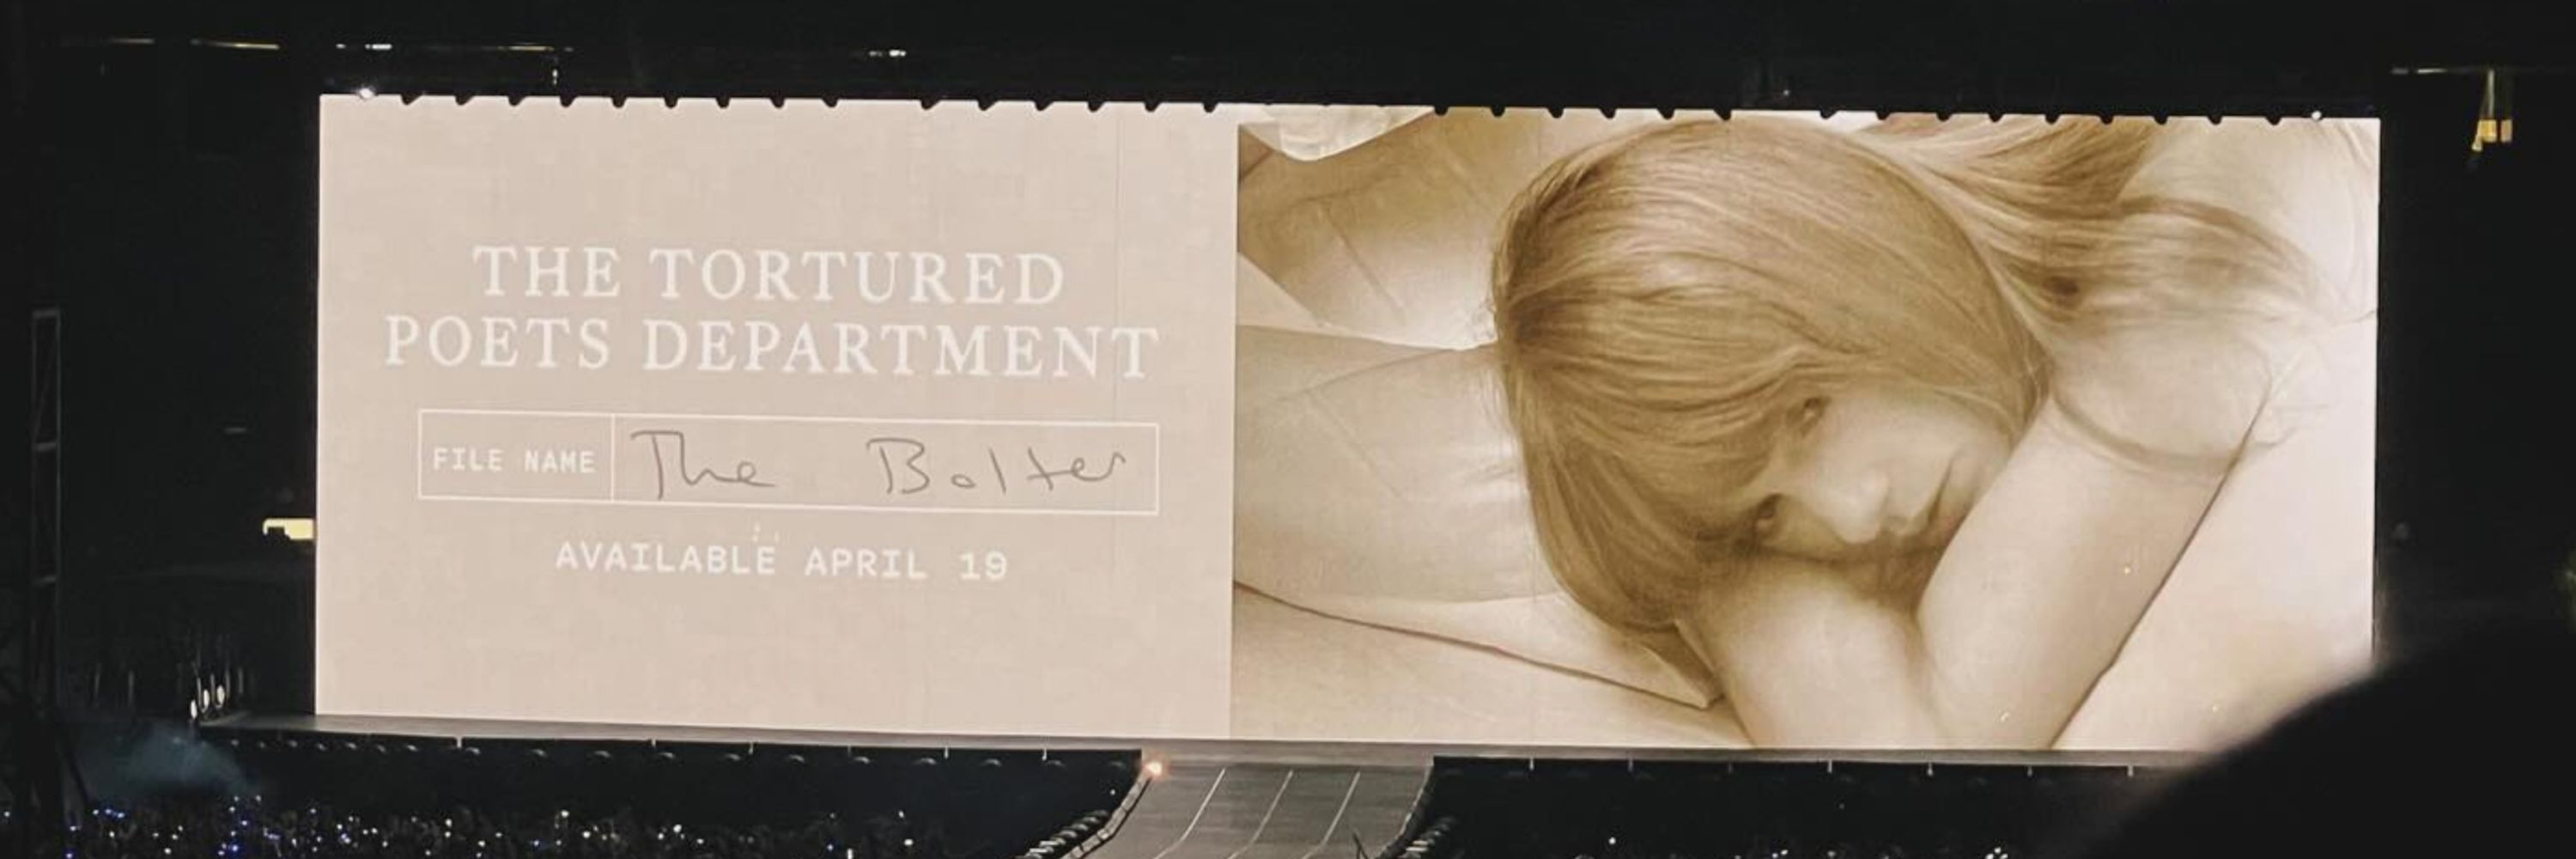 THE TORTURED
POETS DEPARTMENT
FILE NAME The Bolter
AVAILABLE APRIL 19